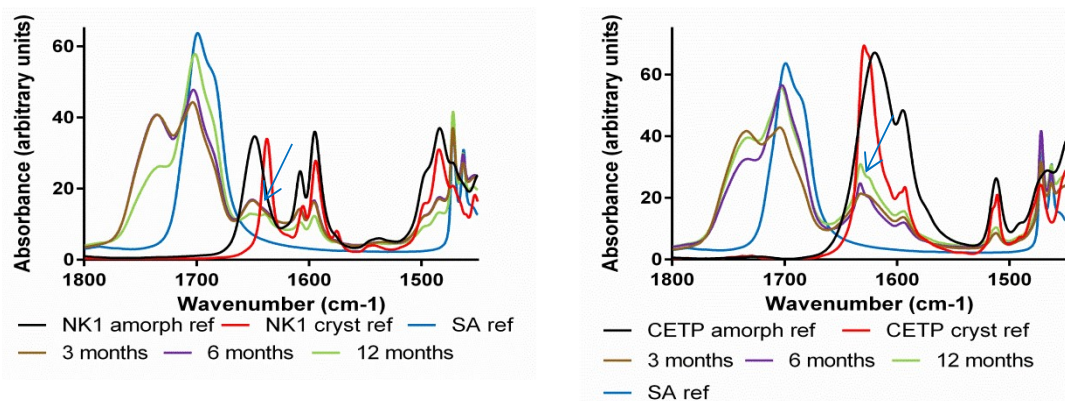 Absorbance (arbitrary units)
60
40
20
0
1800 1700 1600 1500
Wavenumber (cm-1)
NK1 amorph ref NK1 cryst ref SA ref
3 months 6 months 12 months
Absorbance (arbitrary units)
60
40
20
0
1800 1700 1600 1500
Wavenumber (cm-1)
CETP amorph ref CETP cryst ref
3 months 6 months 12 months
SA ref